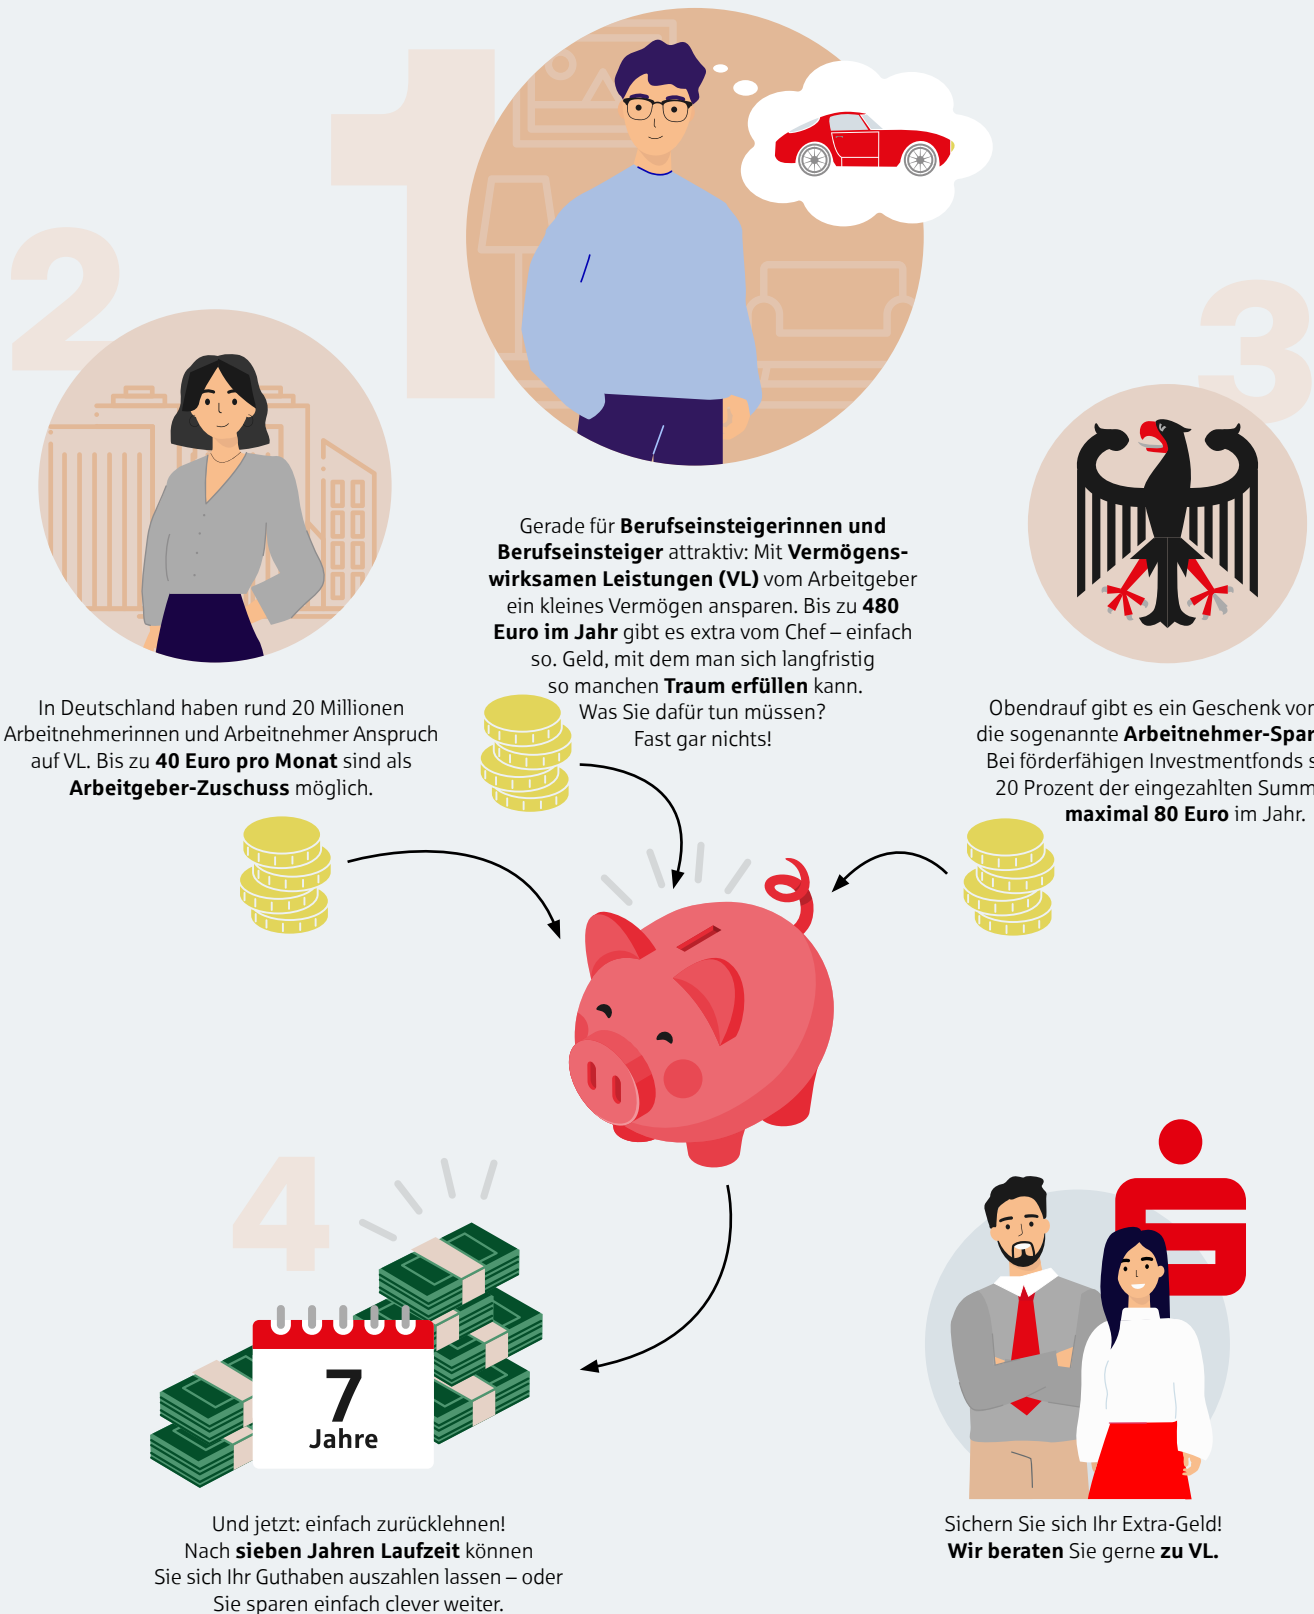 1
Gerade für Berufseinsteigerinnen und
Berufseinsteiger attraktiv: Mit Vermögens-
wirksamen Leistungen (VL) vom Arbeitgeber
ein kleines Vermögen ansparen. Bis zu 480
Euro im Jahr gibt es extra vom Chef – einfach
so. Geld, mit dem man sich langfristig
so manchen Traum erfüllen kann.
Was Sie dafür tun müssen?
Fast gar nichts!
2
In Deutschland haben rund 20 Millionen
Arbeitnehmerinnen und Arbeitnehmer Anspruch
auf VL. Bis zu 40 Euro pro Monat sind als
Arbeitgeber-Zuschuss möglich.
3
Obendrauf gibt es ein Geschenk
die sogenannte Arbeitnehmer-Spar
Bei förderfähigen Investmentfonds
20 Prozent der eingezahlten Summ
maximal 80 Euro im Jahr.
4
7
Jahre
Und jetzt: einfach zurücklehnen!
Nach sieben Jahren Laufzeit können
Sie sich Ihr Guthaben auszahlen lassen – oder
Sie sparen einfach clever weiter.
Sichern Sie sich Ihr Extra-Geld!
Wir beraten Sie gerne zu VL.